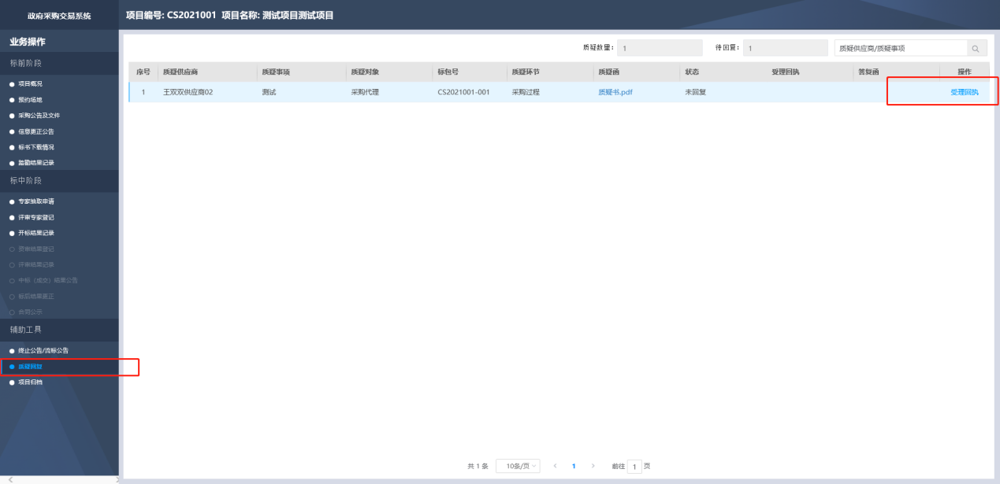 政府采购交易系统
项目编号: CS2021001 项目名称: 测试项目测试项目
业务操作
标前阶段
项目概况
预约场地
采购公告及文件
信息更正公告
标书下载情况
踏勘结果记录
标中阶段
专家抽取申请
评审专家登记
开标结果记录
资审结果登记
评审结果记录
中标（成交）结果公告
标后结果更正
合同公示
辅助工具
终止公告/流标公告
质疑回复
项目归档
质疑数量: 1 待回复: 1 质疑供应商/质疑事项
序号 质疑供应商 质疑事项 质疑对象 标包号 质疑环节 质疑函 状态 受理回执 答复函 操作
1 王双双供应商02 测试 采购代理 CS2021001-001 采购过程 质疑书.pdf 未回复 受理回执
共 1 条 10条/页 1 前往 1 页